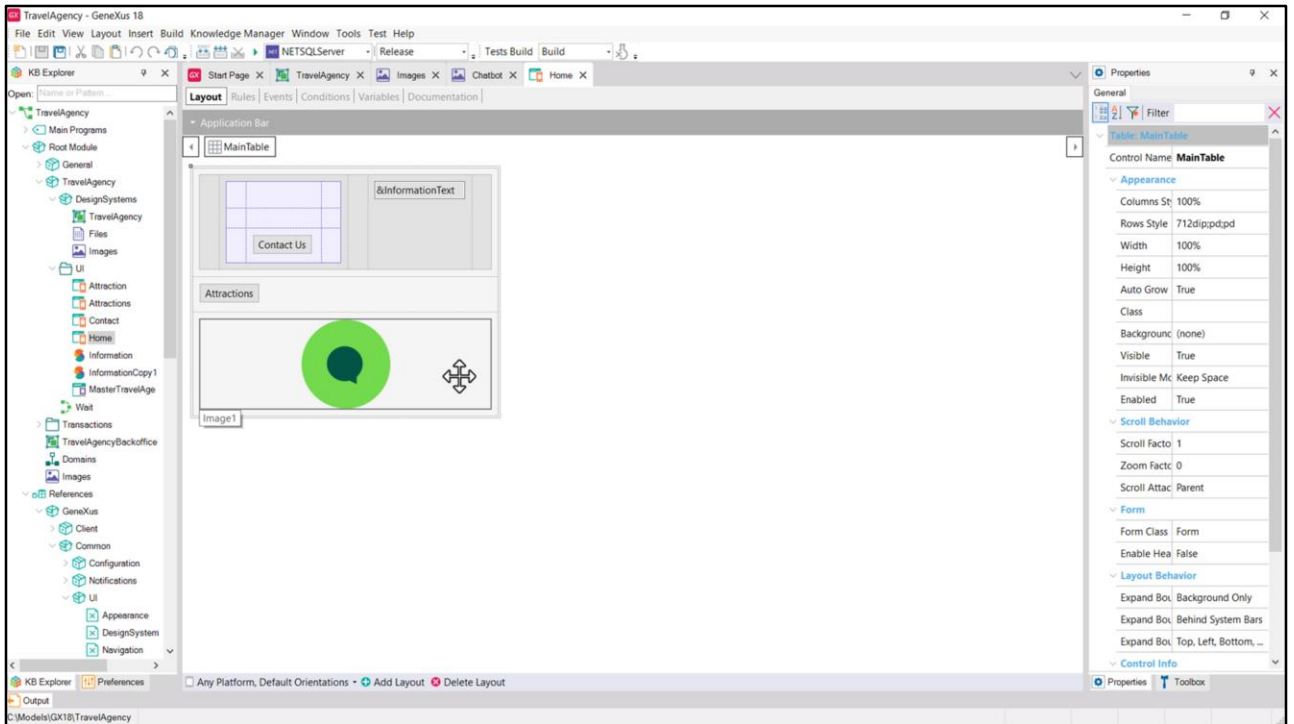 GX TravelAgency - GeneXus 18
File Edit View Layout Insert Build Knowledge Manager Window Tools Test Help
NETSQLServer Release Tests Build Build
KB Explorer
Open: Name or Pattern...
TravelAgency
Main Programs
Root Module
General
TravelAgency
DesignSystems
TravelAgency
Files
Images
UI
Attraction
Attractions
Contact
Home
Information
InformationCopy1
MasterTravelAge
Wait
Transactions
TravelAgencyBackoffice
Domains
Images
References
GeneXus
Client
Common
Configuration
Notifications
UI
Appearance
DesignSystem
Navigation
KB Explorer Preferences
Output
C:\Models\GX18\TravelAgency
GX Start Page TravelAgency Images Chatbot Home
Layout Rules Events Conditions Variables Documentation
Application Bar
MainTable
&InformationText
Contact Us
Attractions
Image1
Any Platform, Default Orientations Add Layout Delete Layout
Properties
General
Filter
Table: MainTable
Control Name MainTable
Appearance
Columns Sty 100%
Rows Style 712dip;pd;pd
Width 100%
Height 100%
Auto Grow True
Class
Background (none)
Visible True
Invisible Mo Keep Space
Enabled True
Scroll Behavior
Scroll Facto 1
Zoom Facto 0
Scroll Attac Parent
Form
Form Class Form
Enable Hea False
Layout Behavior
Expand Bou Background Only
Expand Bou Behind System Bars
Expand Bou Top, Left, Bottom, ...
Control Info
Properties Toolbox